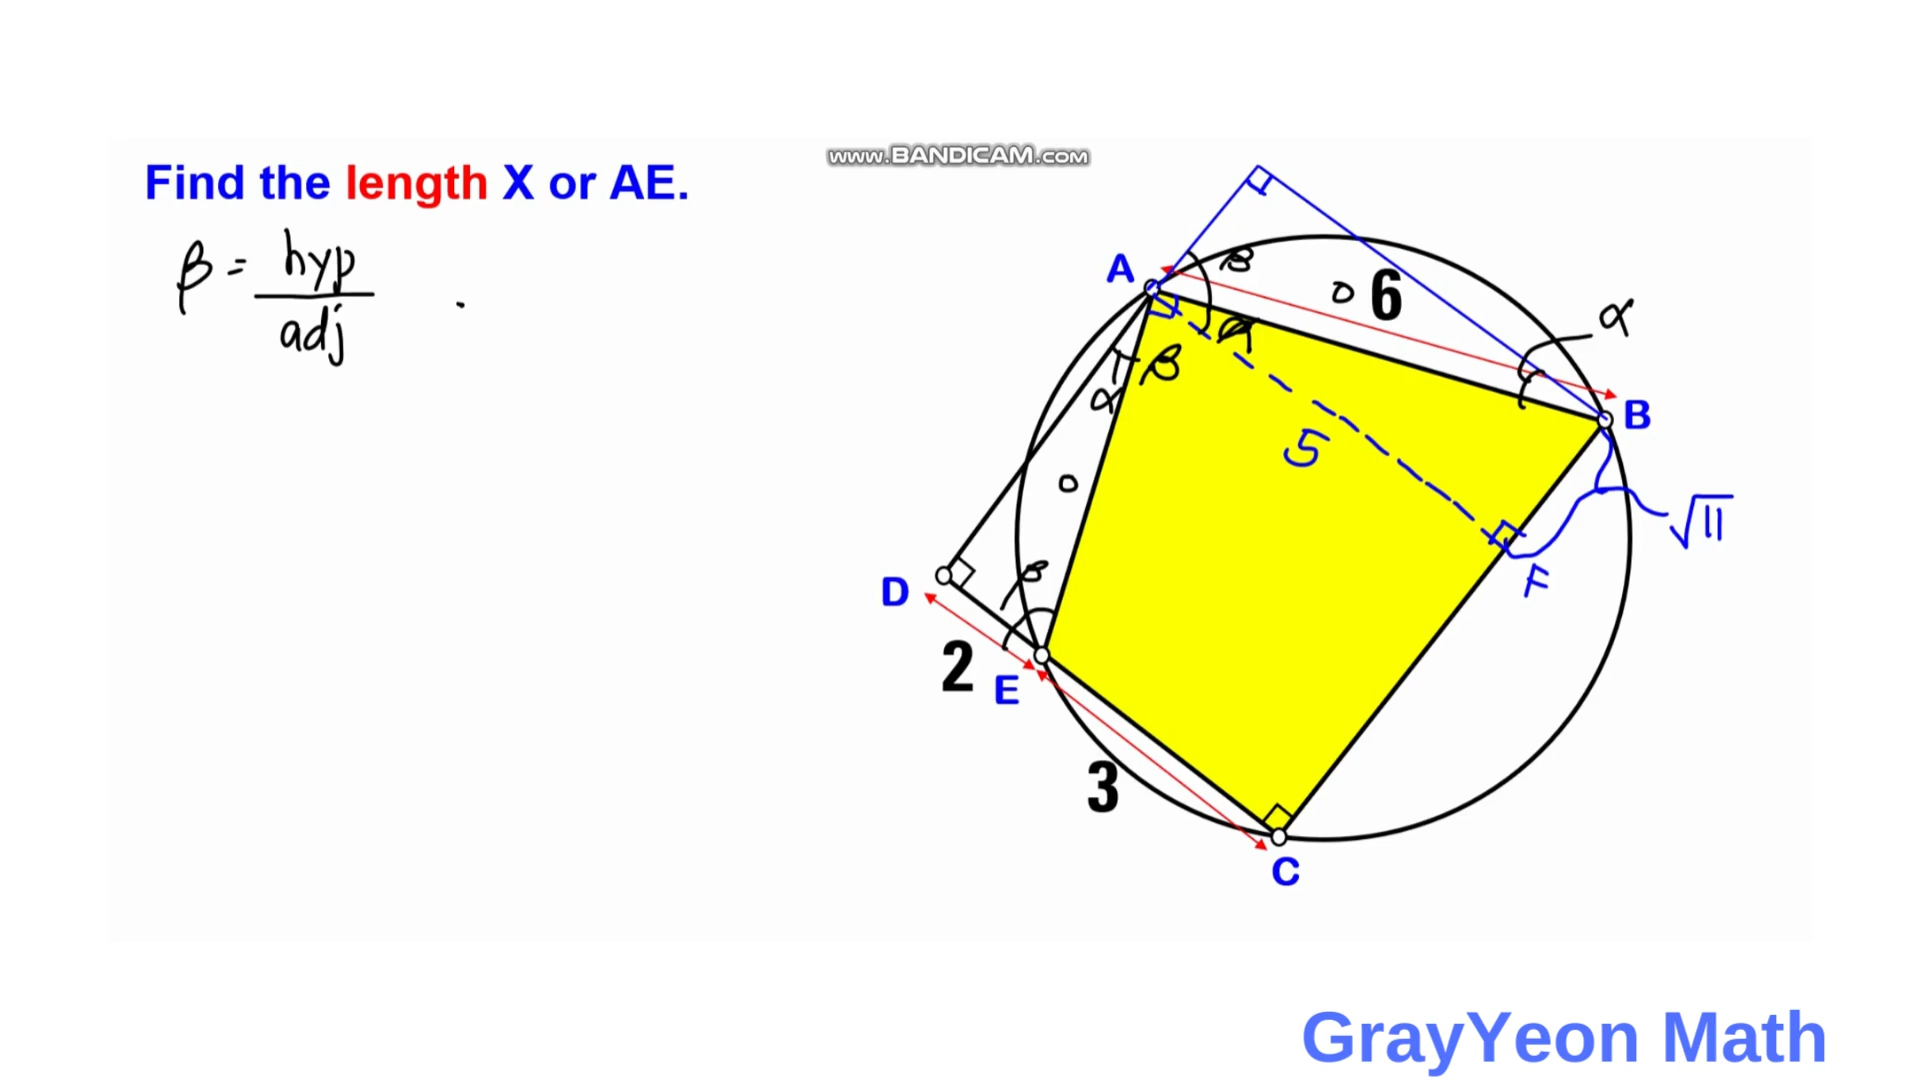 www.BANDICAM.com
Find the length X or AE.
β = hyp
adj
A
β
6
α
α
β
α
B
5
√11
F
D
β
2
E
3
C
GrayYeon Math